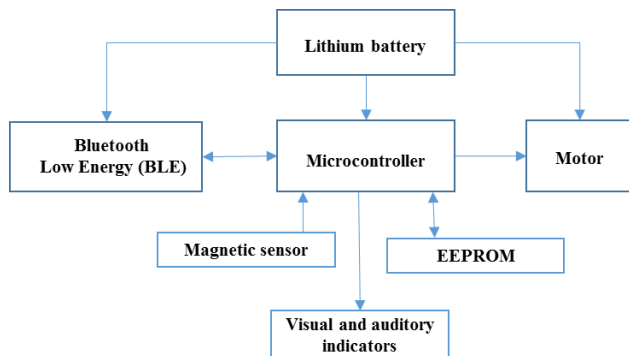 Lithium battery
Bluetooth
Low Energy (BLE)
Microcontroller
Motor
Magnetic sensor
EEPROM
Visual and auditory
indicators